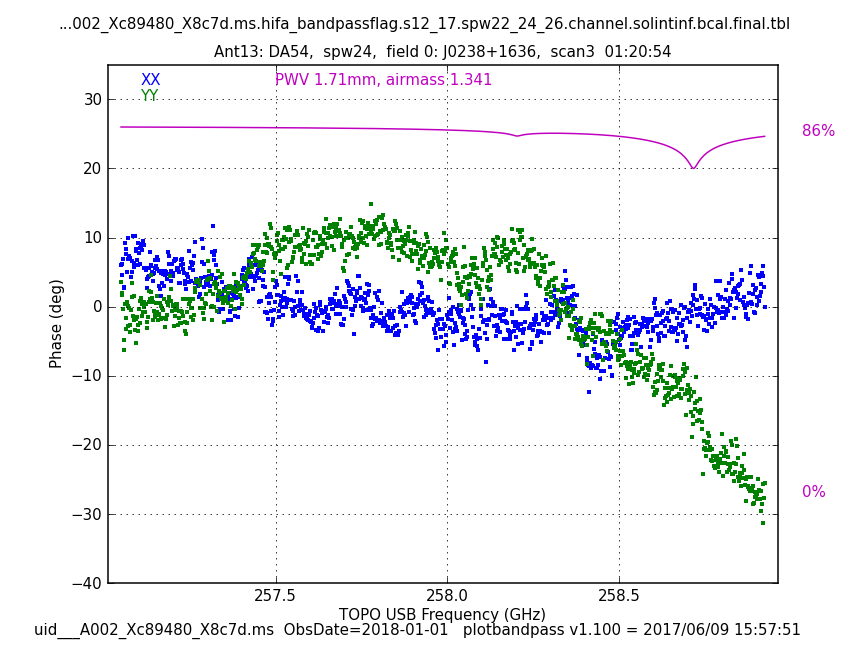 ...002_Xc89480_X8c7d.ms.hifa_bandpassflag.s12_17.spw22_24_26.channel.solintinf.bcal.final.tbl
Ant13: DA54, spw24, field 0: J0238+1636, scan3 01:20:54
XX
PWV 1.71mm, airmass 1.341
YY
30
86%
20
10
0
Phase (deg)
−10
−20
0%
−30
−40
257.5
258.0
258.5
TOPO USB Frequency (GHz)
uid___A002_Xc89480_X8c7d.ms ObsDate=2018-01-01 plotbandpass v1.100 = 2017/06/09 15:57:51